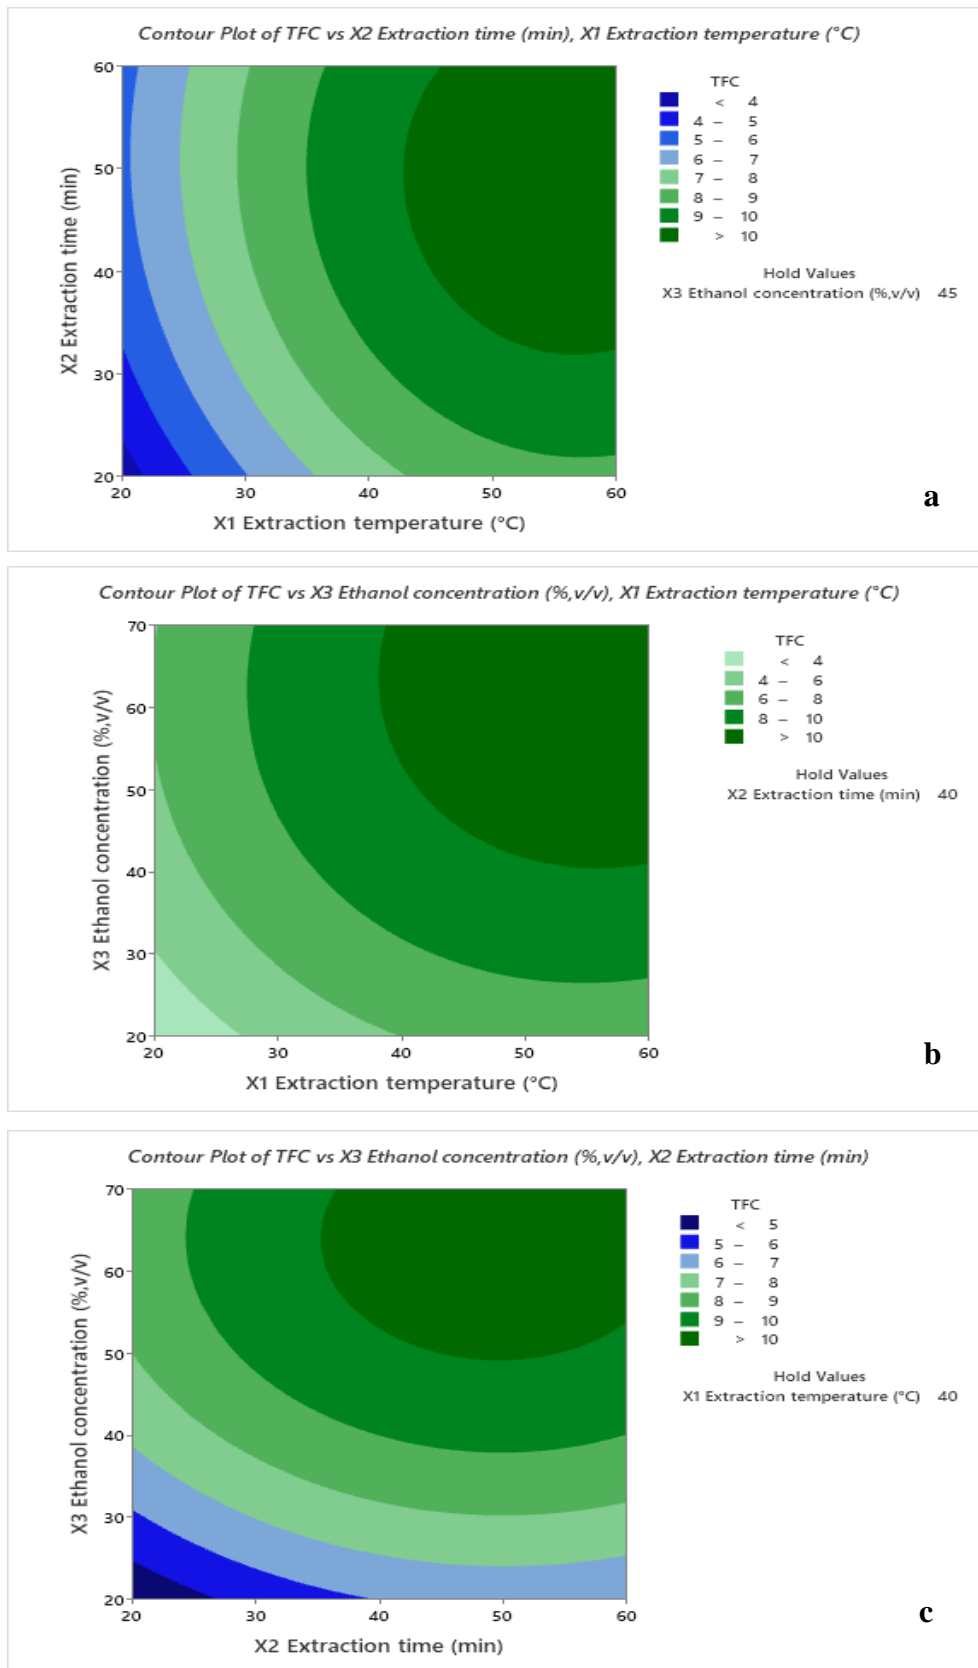 Contour Plot of TFC vs X2 Extraction time (min), X1 Extraction temperature (°C)
60
50
40
30
20
X2 Extraction time (min)
20 30 40 50 60
X1 Extraction temperature (°C)
TFC
< 4
4 – 5
5 – 6
6 – 7
7 – 8
8 – 9
9 – 10
> 10
Hold Values
X3 Ethanol concentration (%,v/v) 45
a
Contour Plot of TFC vs X3 Ethanol concentration (%,v/v), X1 Extraction temperature (°C)
70
60
50
40
30
20
X3 Ethanol concentration (%,v/v)
20 30 40 50 60
X1 Extraction temperature (°C)
TFC
< 4
4 – 6
6 – 8
8 – 10
> 10
Hold Values
X2 Extraction time (min) 40
b
Contour Plot of TFC vs X3 Ethanol concentration (%,v/v), X2 Extraction time (min)
70
60
50
40
30
20
X3 Ethanol concentration (%,v/v)
20 30 40 50 60
X2 Extraction time (min)
TFC
< 5
5 – 6
6 – 7
7 – 8
8 – 9
9 – 10
> 10
Hold Values
X1 Extraction temperature (°C) 40
c